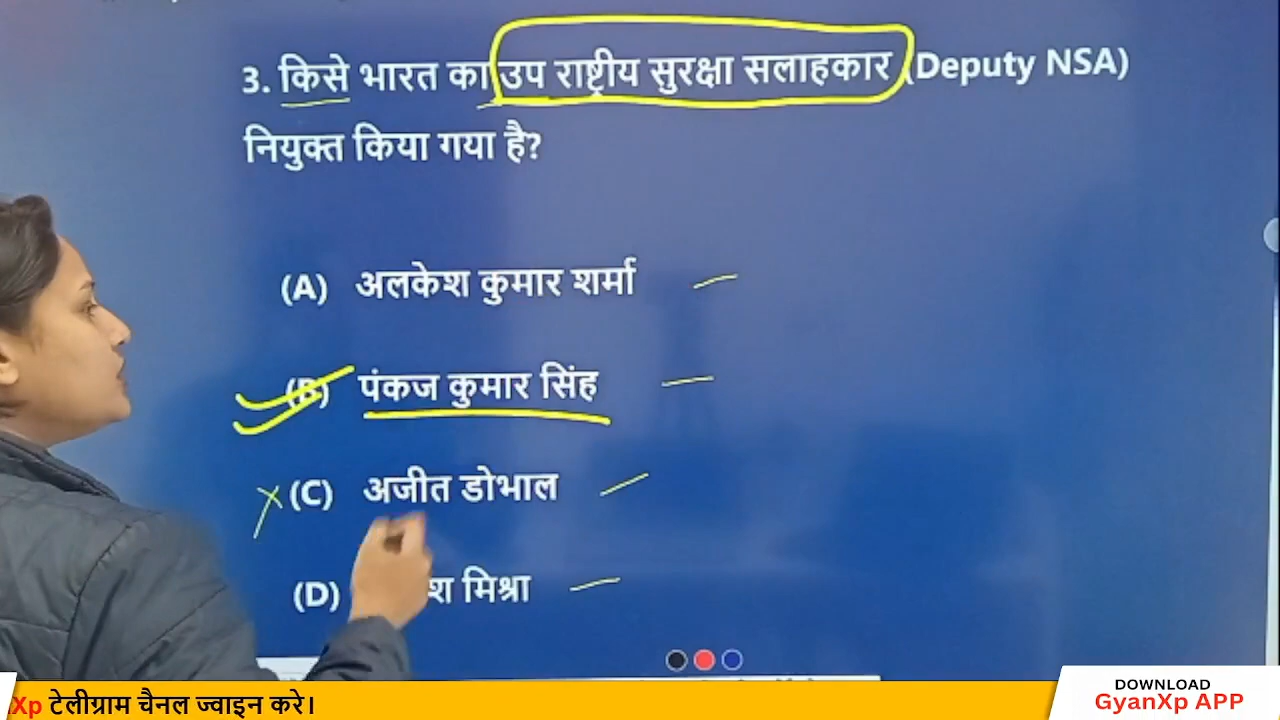 3. किसे भारत का उप राष्ट्रीय सुरक्षा सलाहकार (Deputy NSA)
नियुक्त किया गया है?
(A) अलकेश कुमार शर्मा
(B) पंकज कुमार सिंह
(C) अजीत डोभाल
(D) मिश्रा
Xp टेलीग्राम चैनल ज्वाइन करे।
DOWNLOAD
GyanXp APP